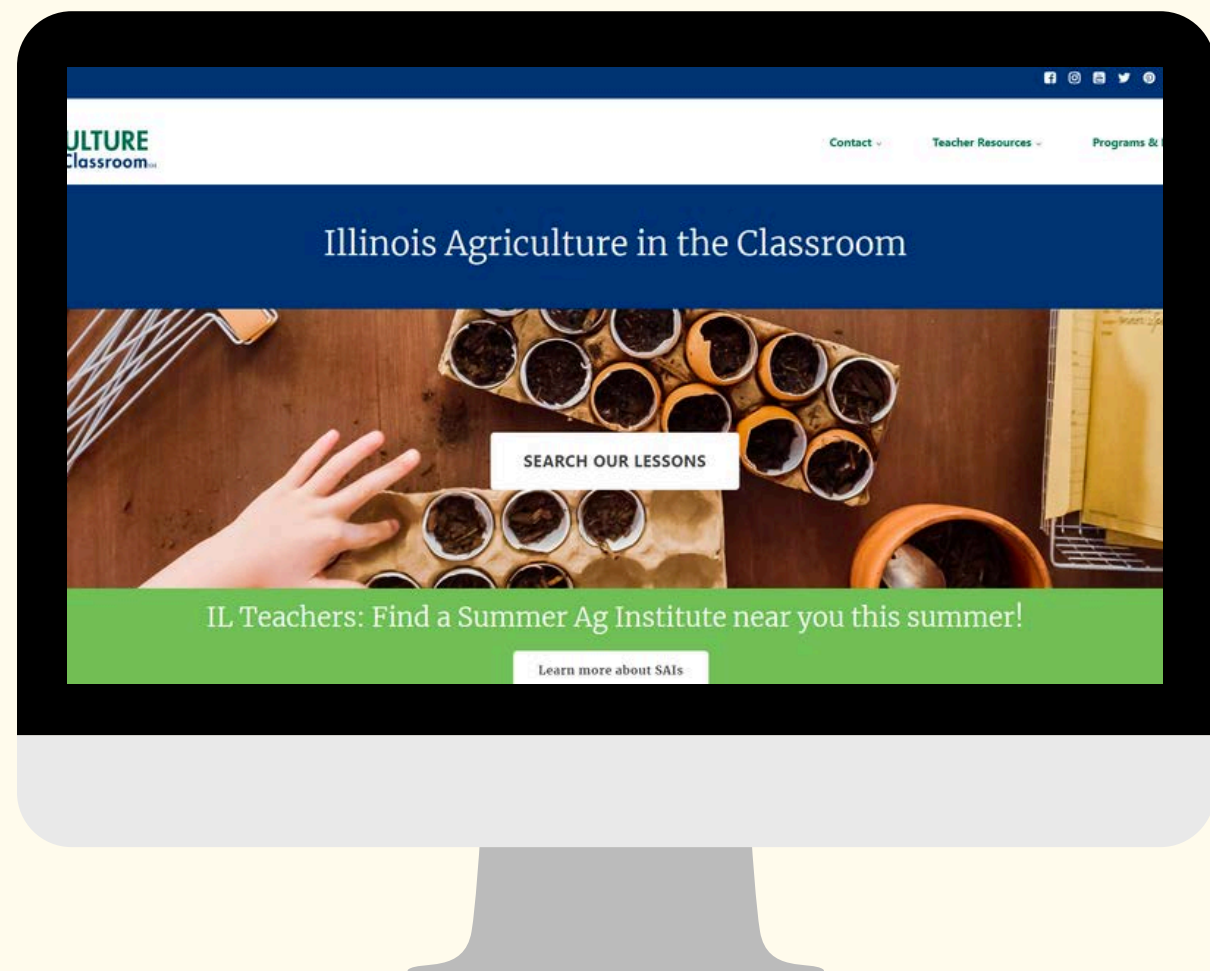 ULTURE
Classroom
Contact
Teacher Resources
Programs &
Illinois Agriculture in the Classroom
SEARCH OUR LESSONS
IL Teachers: Find a Summer Ag Institute near you this summer!
Learn more about SAIs